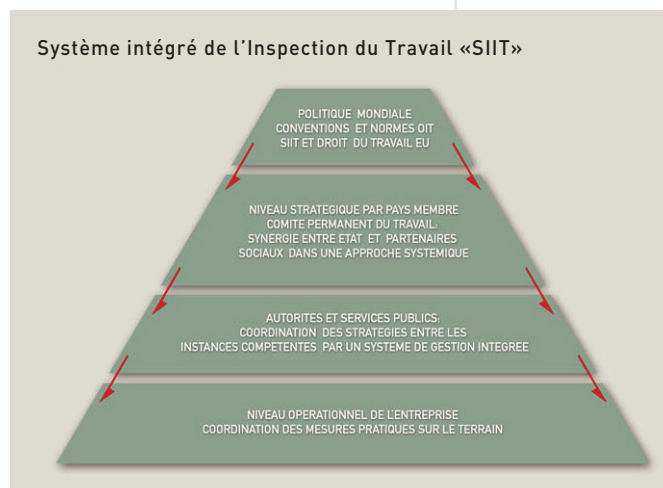 Système intégré de l'Inspection du Travail «SIIT»
POLITIQUE MONDIALE
CONVENTIONS ET NORMES OIT
SIIT ET DROIT DU TRAVAIL EU
NIVEAU STRATEGIQUE PAR PAYS MEMBRE
COMITE PERMANENT DU TRAVAIL:
SYNERGIE ENTRE ETAT ET PARTENAIRES
SOCIAUX DANS UNE APPROCHE SYSTEMIQUE
AUTORITES ET SERVICES PUBLICS:
COORDINATION DES STRATEGIES ENTRE LES
INSTANCES COMPETENTES PAR UN SYSTEME DE GESTION INTEGREE
NIVEAU OPERATIONNEL DE L'ENTREPRISE
COORDINATION DES MESURES PRATIQUES SUR LE TERRAIN